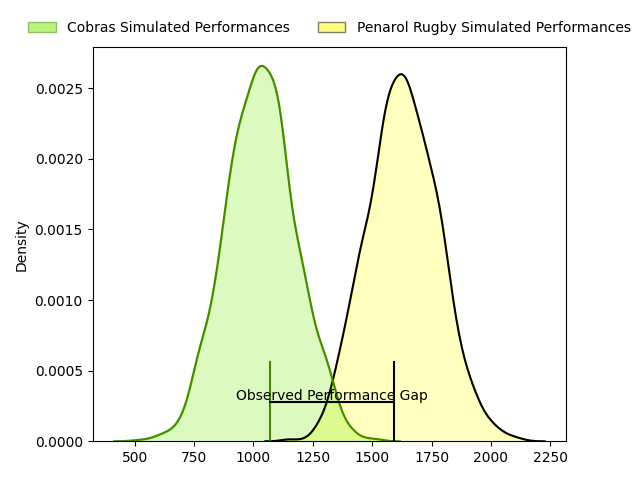 Cobras Simulated Performances
Penarol Rugby Simulated Performances
Density
0.0025
0.0020
0.0015
0.0010
0.0005
0.0000
Observed Performance Gap
500 750 1000 1250 1500 1750 2000 2250